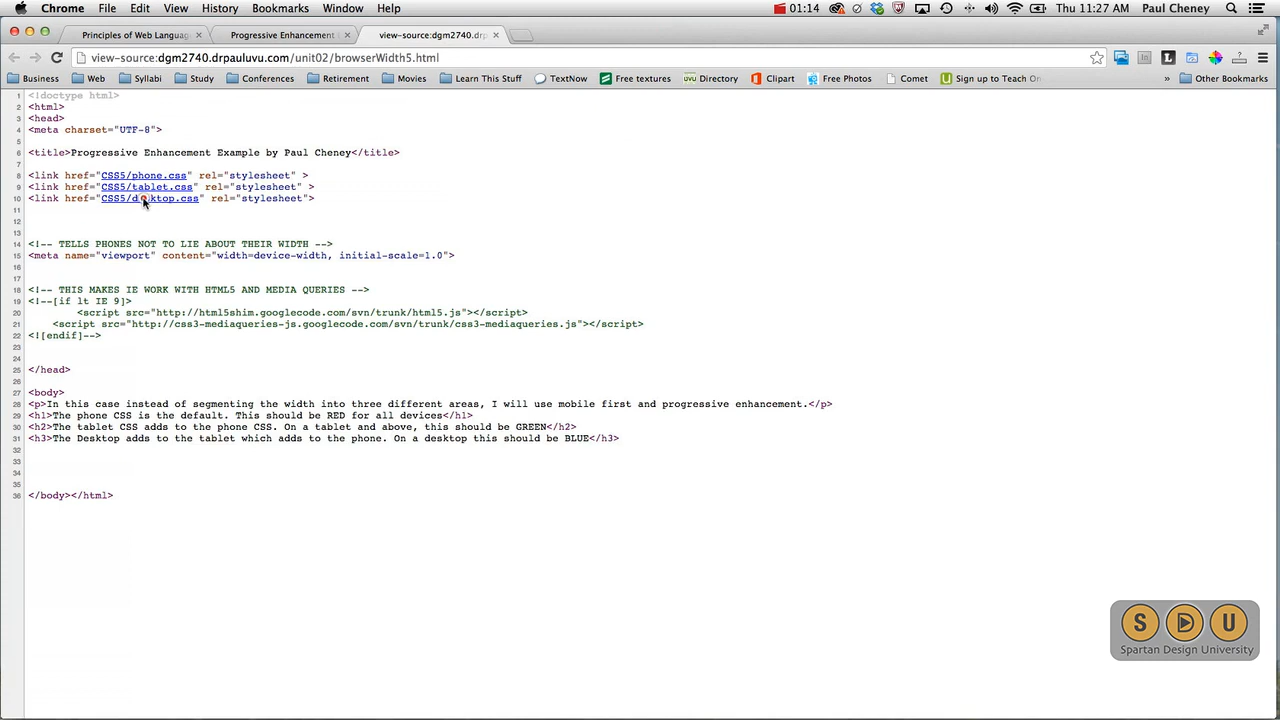 Chrome File Edit View History Bookmarks Window Help 01:14 Thu 11:27 AM Paul Cheney
Principles of Web Languag Progressive Enhancement view-source:dgm2740.drp
view-source:dgm2740.drpauluvu.com/unit02/browserWidth5.html
Business Web Syllabi Study Conferences Retirement Movies Learn This Stuff TextNow Free textures UVU Directory Clipart Free Photos Comet Sign up to Teach On » Other Bookmarks
1 <!doctype html>
2 <html>
3 <head>
4 <meta charset="UTF-8">
5
6 <title>Progressive Enhancement Example by Paul Cheney</title>
7
8 <link href="CSS5/phone.css" rel="stylesheet" >
9 <link href="CSS5/tablet.css" rel="stylesheet" >
10 <link href="CSS5/desktop.css" rel="stylesheet">
11
12
13
14 <!-- TELLS PHONES NOT TO LIE ABOUT THEIR WIDTH -->
15 <meta name="viewport" content="width=device-width, initial-scale=1.0">
16
17
18 <!-- THIS MAKES IE WORK WITH HTML5 AND MEDIA QUERIES -->
19 <!--[if lt IE 9]>
20 <script src="http://html5shim.googlecode.com/svn/trunk/html5.js"></script>
21 <script src="http://css3-mediaqueries-js.googlecode.com/svn/trunk/css3-mediaqueries.js"></script>
22 <![endif]-->
23
24
25 </head>
26
27 <body>
28 <p>In this case instead of segmenting the width into three different areas, I will use mobile first and progressive enhancement.</p>
29 <h1>The phone CSS is the default. This should be RED for all devices</h1>
30 <h2>The tablet CSS adds to the phone CSS. On a tablet and above, this should be GREEN</h2>
31 <h3>The Desktop adds to the tablet which adds to the phone. On a desktop this should be BLUE</h3>
32
33
34
35
36 </body></html>
S D U
Spartan Design University